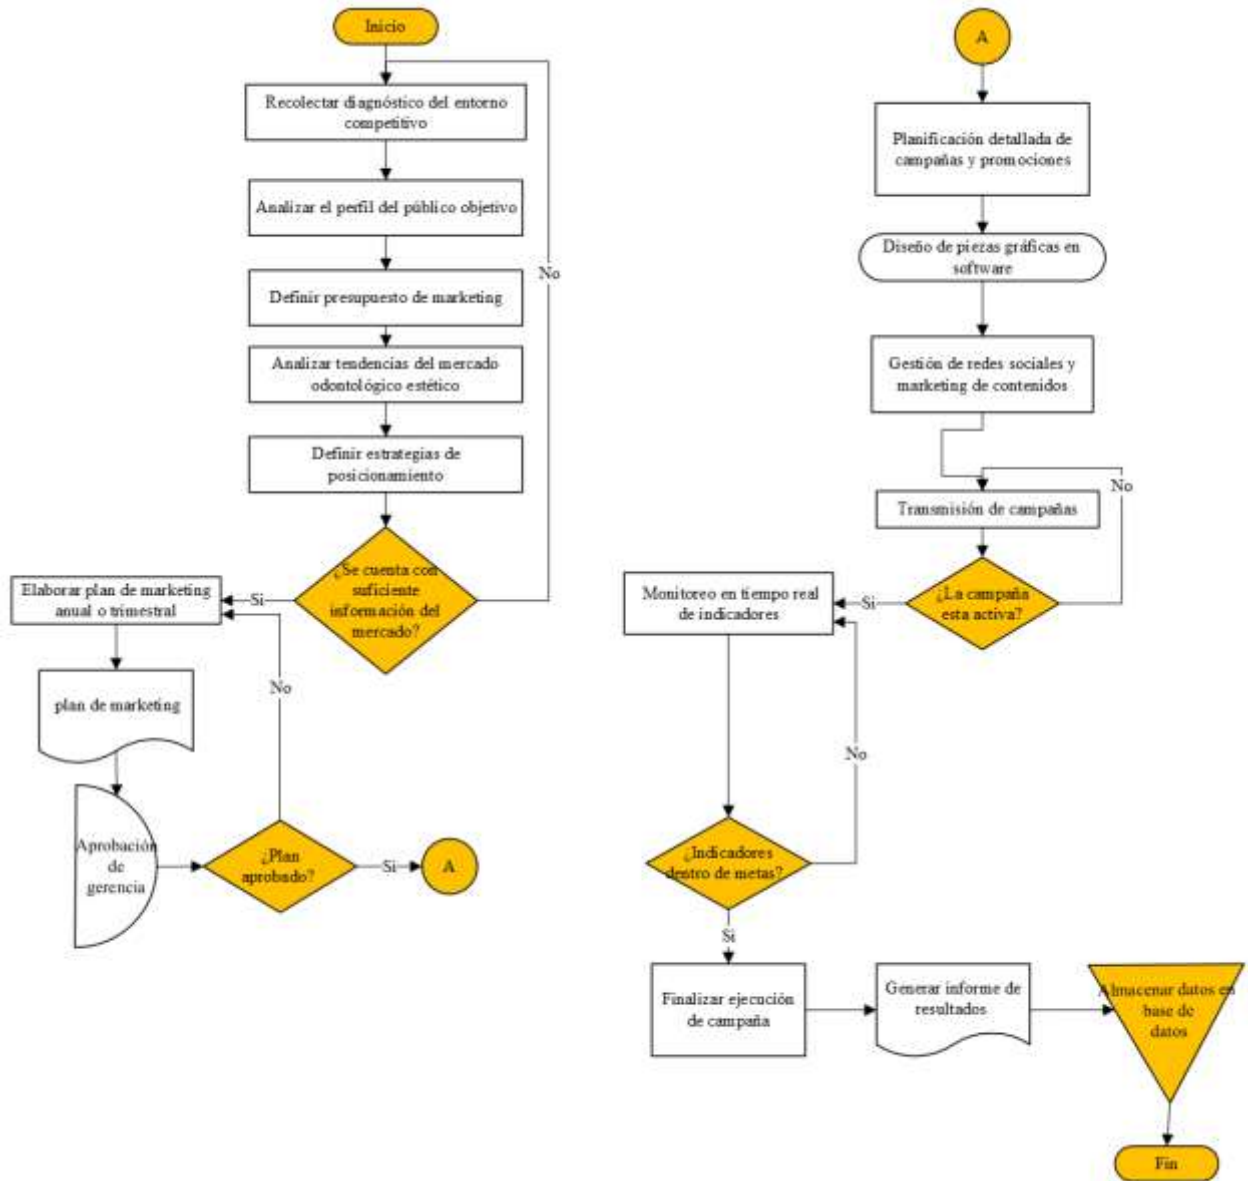 Inicio
Recolectar diagnóstico del entorno
competitivo
Analizar el perfil del público objetivo
No
Definir presupuesto de marketing
Analizar tendencias del mercado
odontológico estético
Definir estrategias de
posicionamiento
¿Se cuenta con
suficiente
información del
mercado?
Si
Elaborar plan de marketing
anual o trimestral
No
plan de marketing
Aprobación
de
gerencia
¿Plan
aprobado?
Si
A
A
Planificación detallada de
campañas y promociones
Diseño de piezas gráficas en
software
Gestión de redes sociales y
marketing de contenidos
No
Transmisión de campañas
¿La campaña
esta activa?
Si
Monitoreo en tiempo real
de indicadores
No
¿Indicadores
dentro de metas?
Si
Finalizar ejecución
de campaña
Generar informe de
resultados
Almacenar datos en
base de
datos
Fin